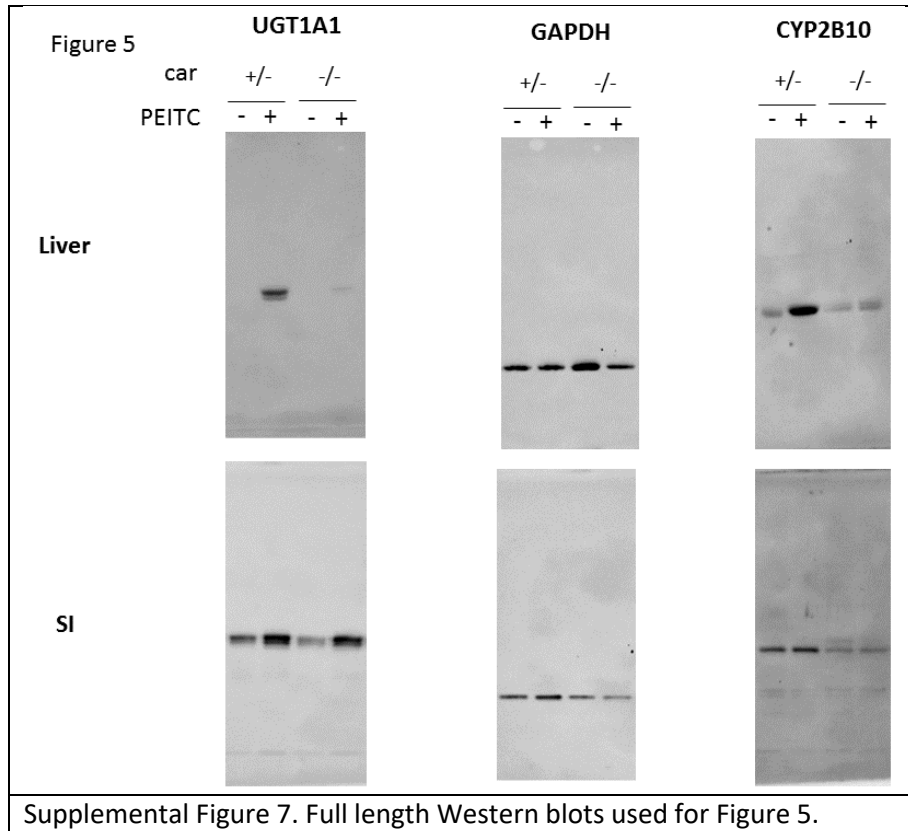 Figure 5
UGT1A1 GAPDH CYP2B10
car +/- -/- +/- -/- +/- -/-
PEITC - + - + - + - + - + - +
Liver
SI
Supplemental Figure 7. Full length Western blots used for Figure 5.